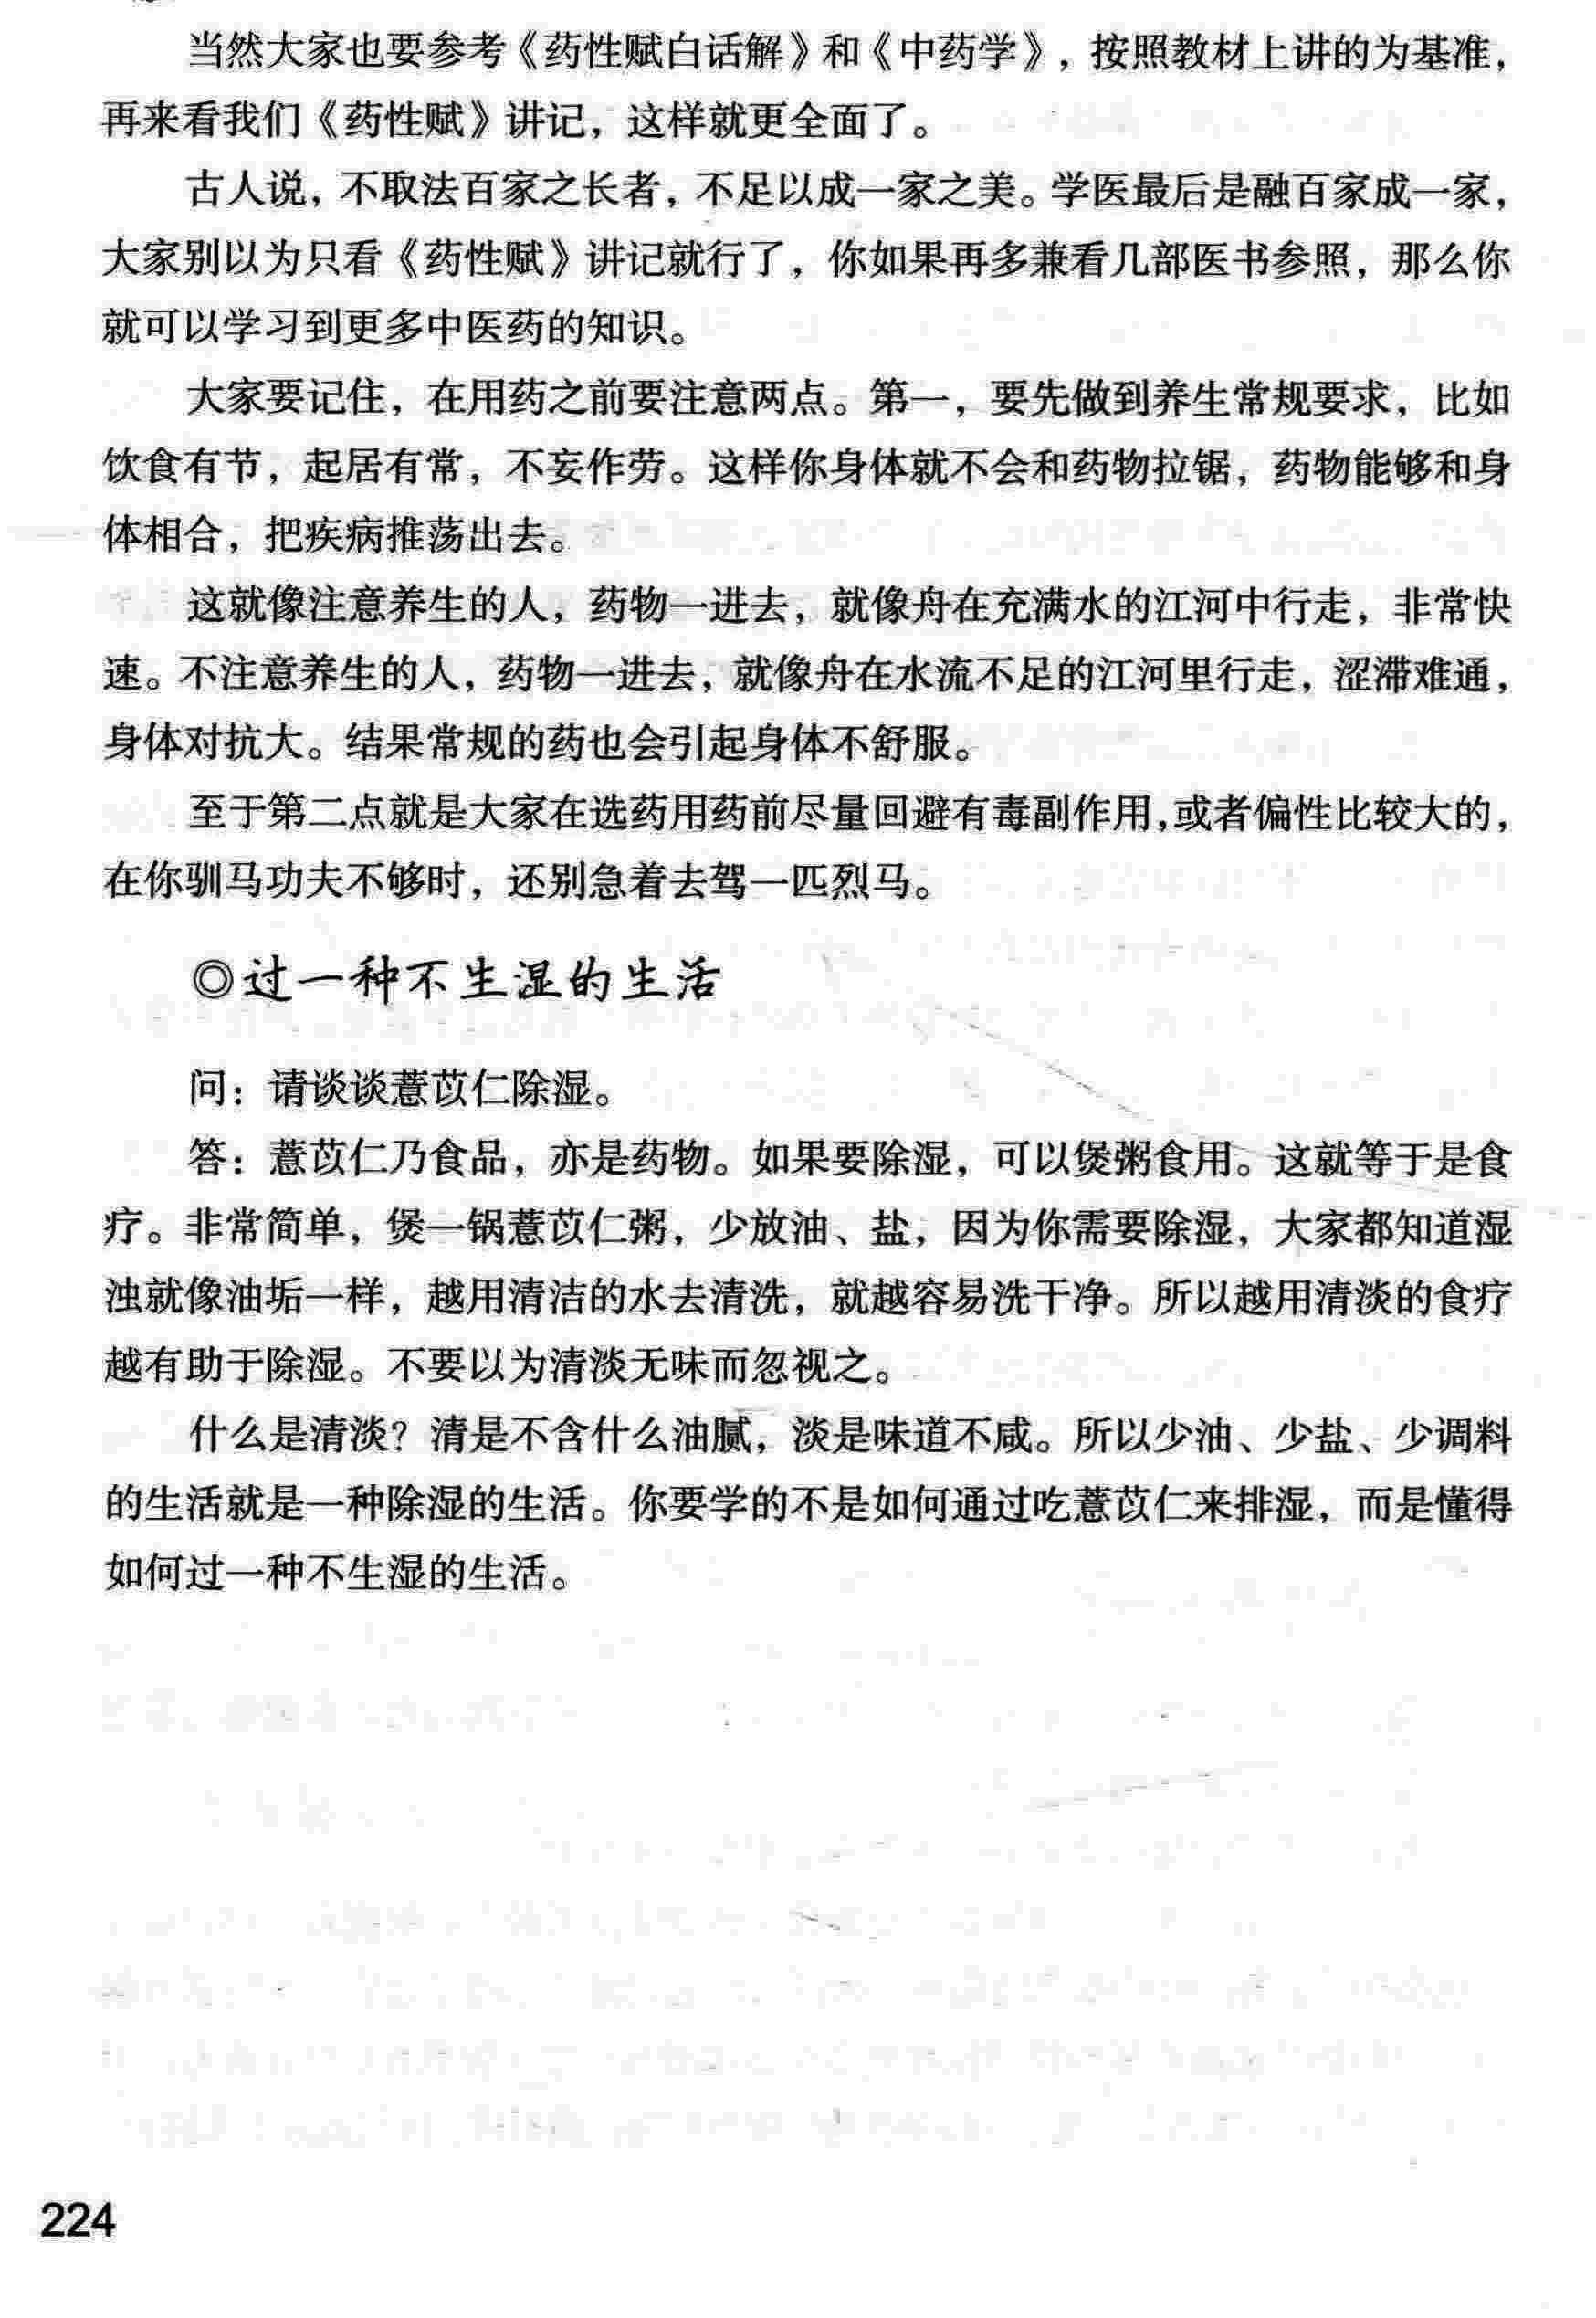 当然大家也要参考《药性赋白话解》和《中药学》，按照教材上讲的为基准，
再来看我们《药性赋》讲记，这样就更全面了。
古人说，不取法百家之长者，不足以成一家之美。学医最后是融百家成一家，
大家别以为只看《药性赋》讲记就行了，你如果再多兼看几部医书参照，那么你
就可以学习到更多中医药的知识。
大家要记住，在用药之前要注意两点。第一，要先做到养生常规要求，比如
饮食有节，起居有常，不妄作劳。这样你身体就不会和药物拉锯，药物能够和身
体相合，把疾病推荡出去。
这就像注意养生的人，药物一进去，就像舟在充满水的江河中行走，非常快
速。不注意养生的人，药物一进去，就像舟在水流不足的江河里行走，涩滞难通，
身体对抗大。结果常规的药也会引起身体不舒服。
至于第二点就是大家在选药用药前尽量回避有毒副作用，或者偏性比较大的，
在你驯马功夫不够时，还别急着去驾一匹烈马。
◎过一种不生湿的生活
问：请谈谈薏苡仁除湿。
答：薏苡仁乃食品，亦是药物。如果要除湿，可以煲粥食用。这就等于是食
疗。非常简单，煲一锅薏苡仁粥，少放油、盐，因为你需要除湿，大家都知道湿
浊就像油垢一样，越用清洁的水去清洗，就越容易洗干净。所以越用清淡的食疗
越有助于除湿。不要以为清淡无味而忽视之。
什么是清淡？清是不含什么油腻，淡是味道不咸。所以少油、少盐、少调料
的生活就是一种除湿的生活。你要学的不是如何通过吃薏苡仁来排湿，而是懂得
如何过一种不生湿的生活。
224